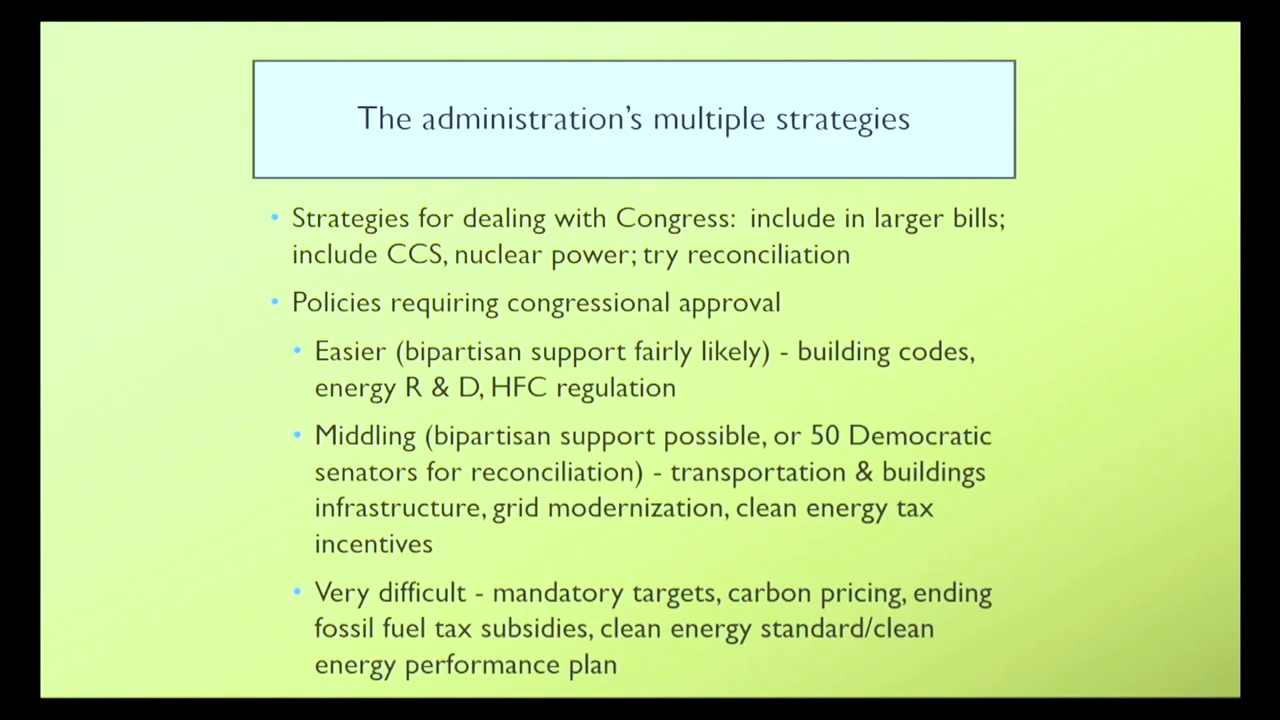 The administration's multiple strategies
• Strategies for dealing with Congress: include in larger bills;
include CCS, nuclear power; try reconciliation
• Policies requiring congressional approval
• Easier (bipartisan support fairly likely) - building codes,
energy R & D, HFC regulation
• Middling (bipartisan support possible, or 50 Democratic
senators for reconciliation) - transportation & buildings
infrastructure, grid modernization, clean energy tax
incentives
• Very difficult - mandatory targets, carbon pricing, ending
fossil fuel tax subsidies, clean energy standard/clean
energy performance plan